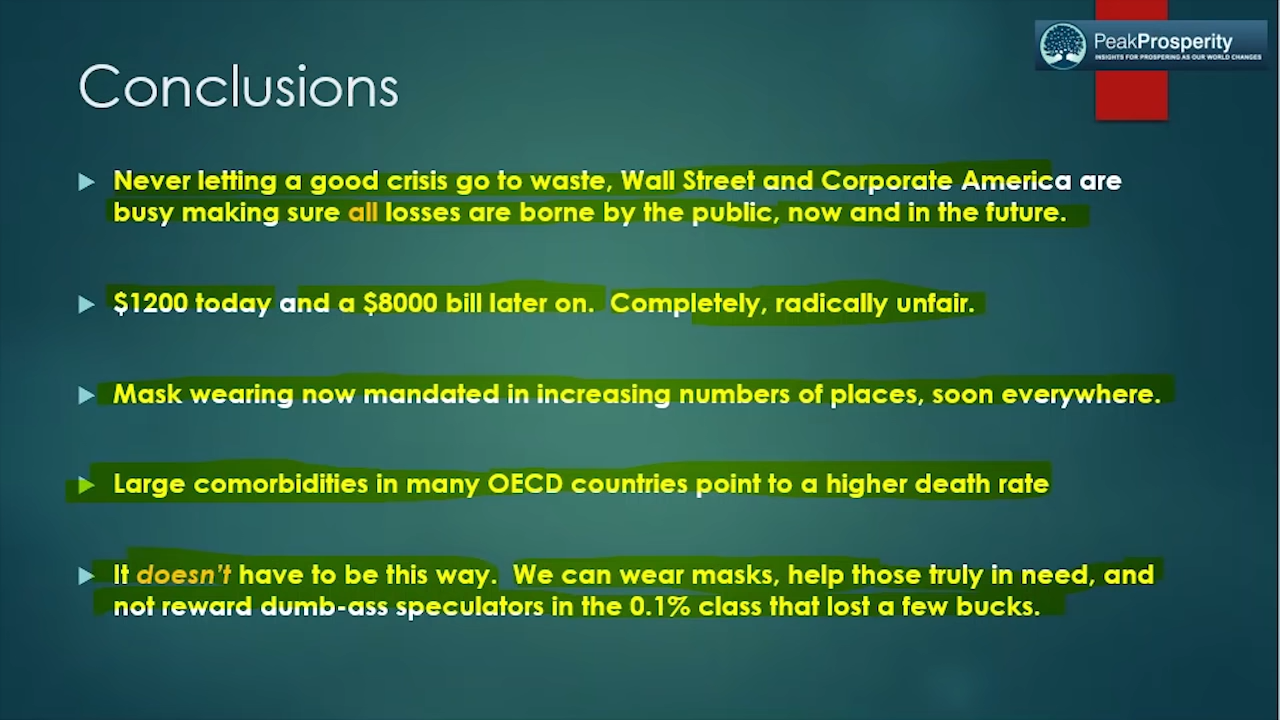 PeakProsperity
INSIGHTS FOR PROSPERING AS OUR WORLD CHANGES
Conclusions
Never letting a good crisis go to waste, Wall Street and Corporate America are
busy making sure all losses are borne by the public, now and in the future.
$1200 today and a $8000 bill later on. Completely, radically unfair.
Mask wearing now mandated in increasing numbers of places, soon everywhere.
Large comorbidities in many OECD countries point to a higher death rate
It doesn't have to be this way. We can wear masks, help those truly in need, and
not reward dumb-ass speculators in the 0.1% class that lost a few bucks.